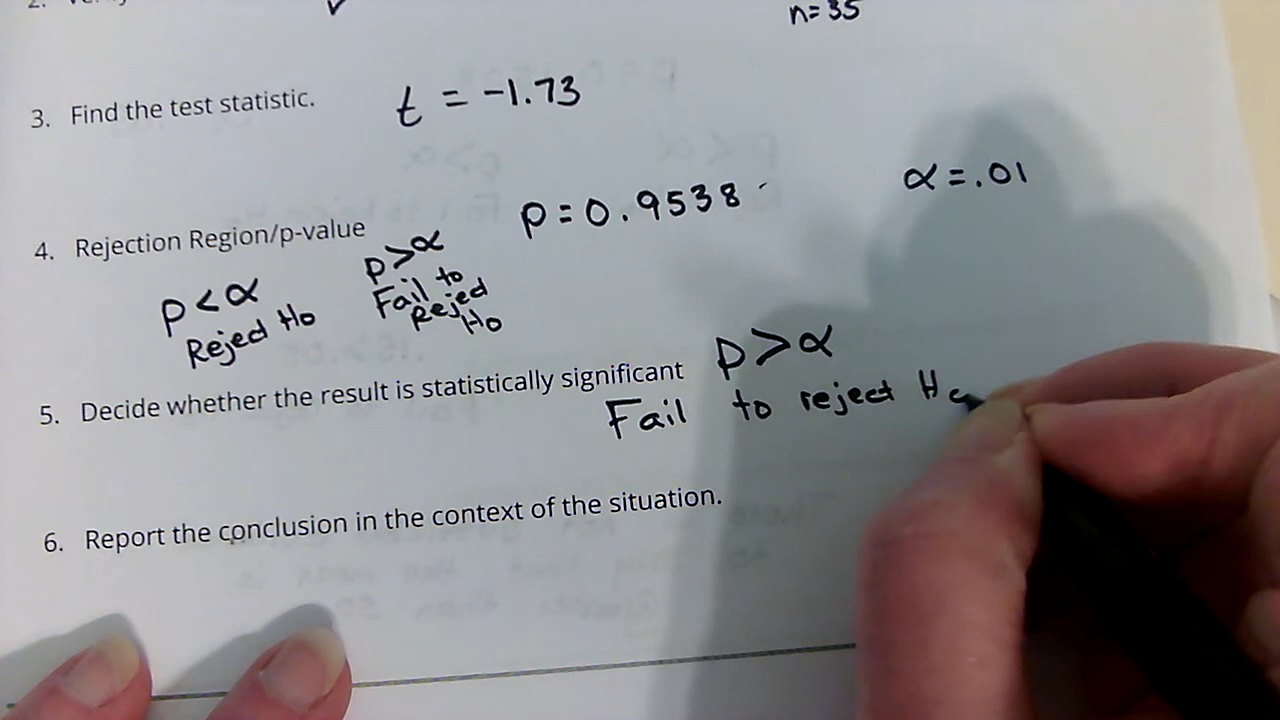 2.
n=35
3. Find the test statistic. t = -1.73
α=.01
4. Rejection Region/p-value p=0.9538
p<α p>α
Reject Ho Fail to
Reject
Ho
5. Decide whether the result is statistically significant p>α
Fail to reject Ho
6. Report the conclusion in the context of the situation.